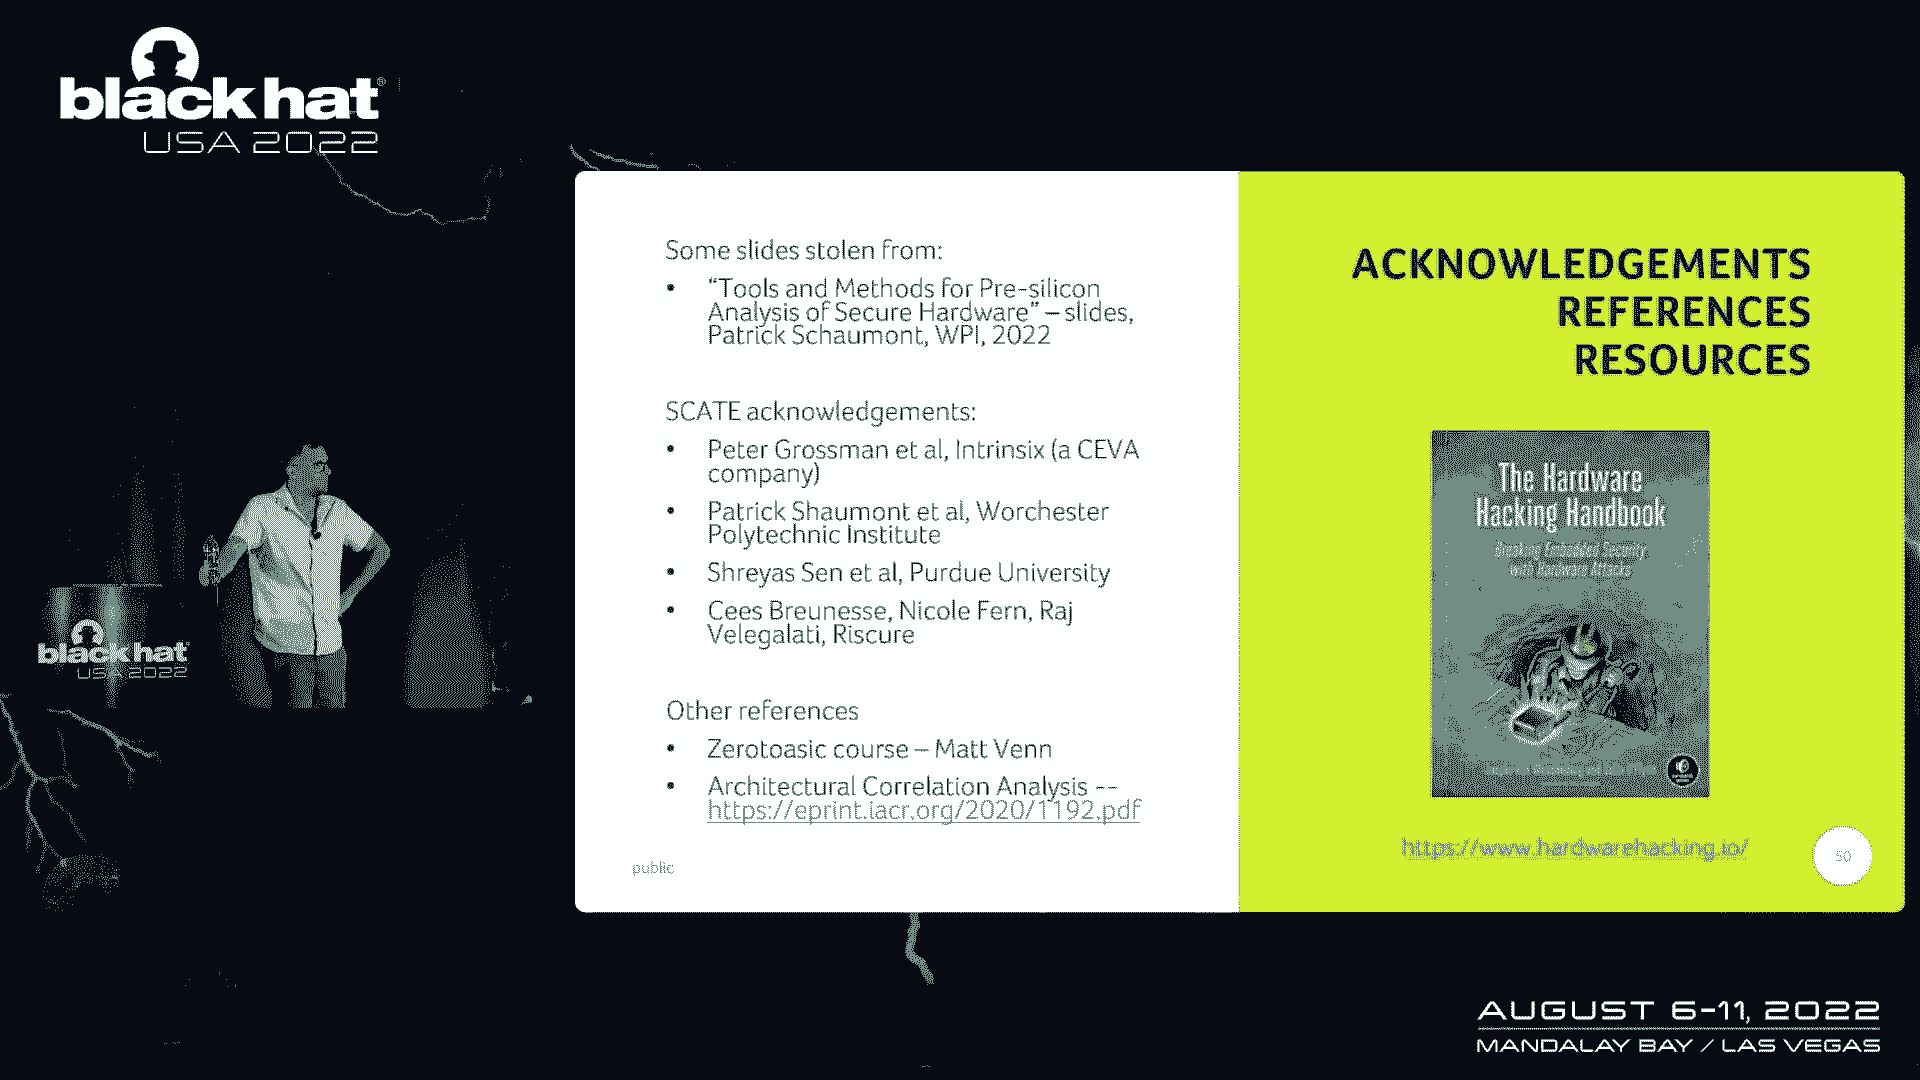 black hat®
USA 2022
Some slides stolen from:
• "Tools and Methods for Pre-silicon
Analysis of Secure Hardware" – slides,
Patrick Schaumont, WPI, 2022
SCATE acknowledgements:
• Peter Grossman et al, Intrinsix (a CEVA
company)
• Patrick Shaumont et al, Worchester
Polytechnic Institute
• Shreyas Sen et al, Purdue University
• Cees Breunesse, Nicole Fern, Raj
Velegalati, Riscure
Other references
• Zerotoasic course – Matt Venn
• Architectural Correlation Analysis --
https://eprint.iacr.org/2020/1192.pdf
public
ACKNOWLEDGEMENTS
REFERENCES
RESOURCES
The Hardware
Hacking Handbook
Breaking Embedded Security
with Hardware Attacks
https://www.hardwarehacking.io/
50
black hat
USA 2022
AUGUST 6-11, 2022
MANDALAY BAY / LAS VEGAS